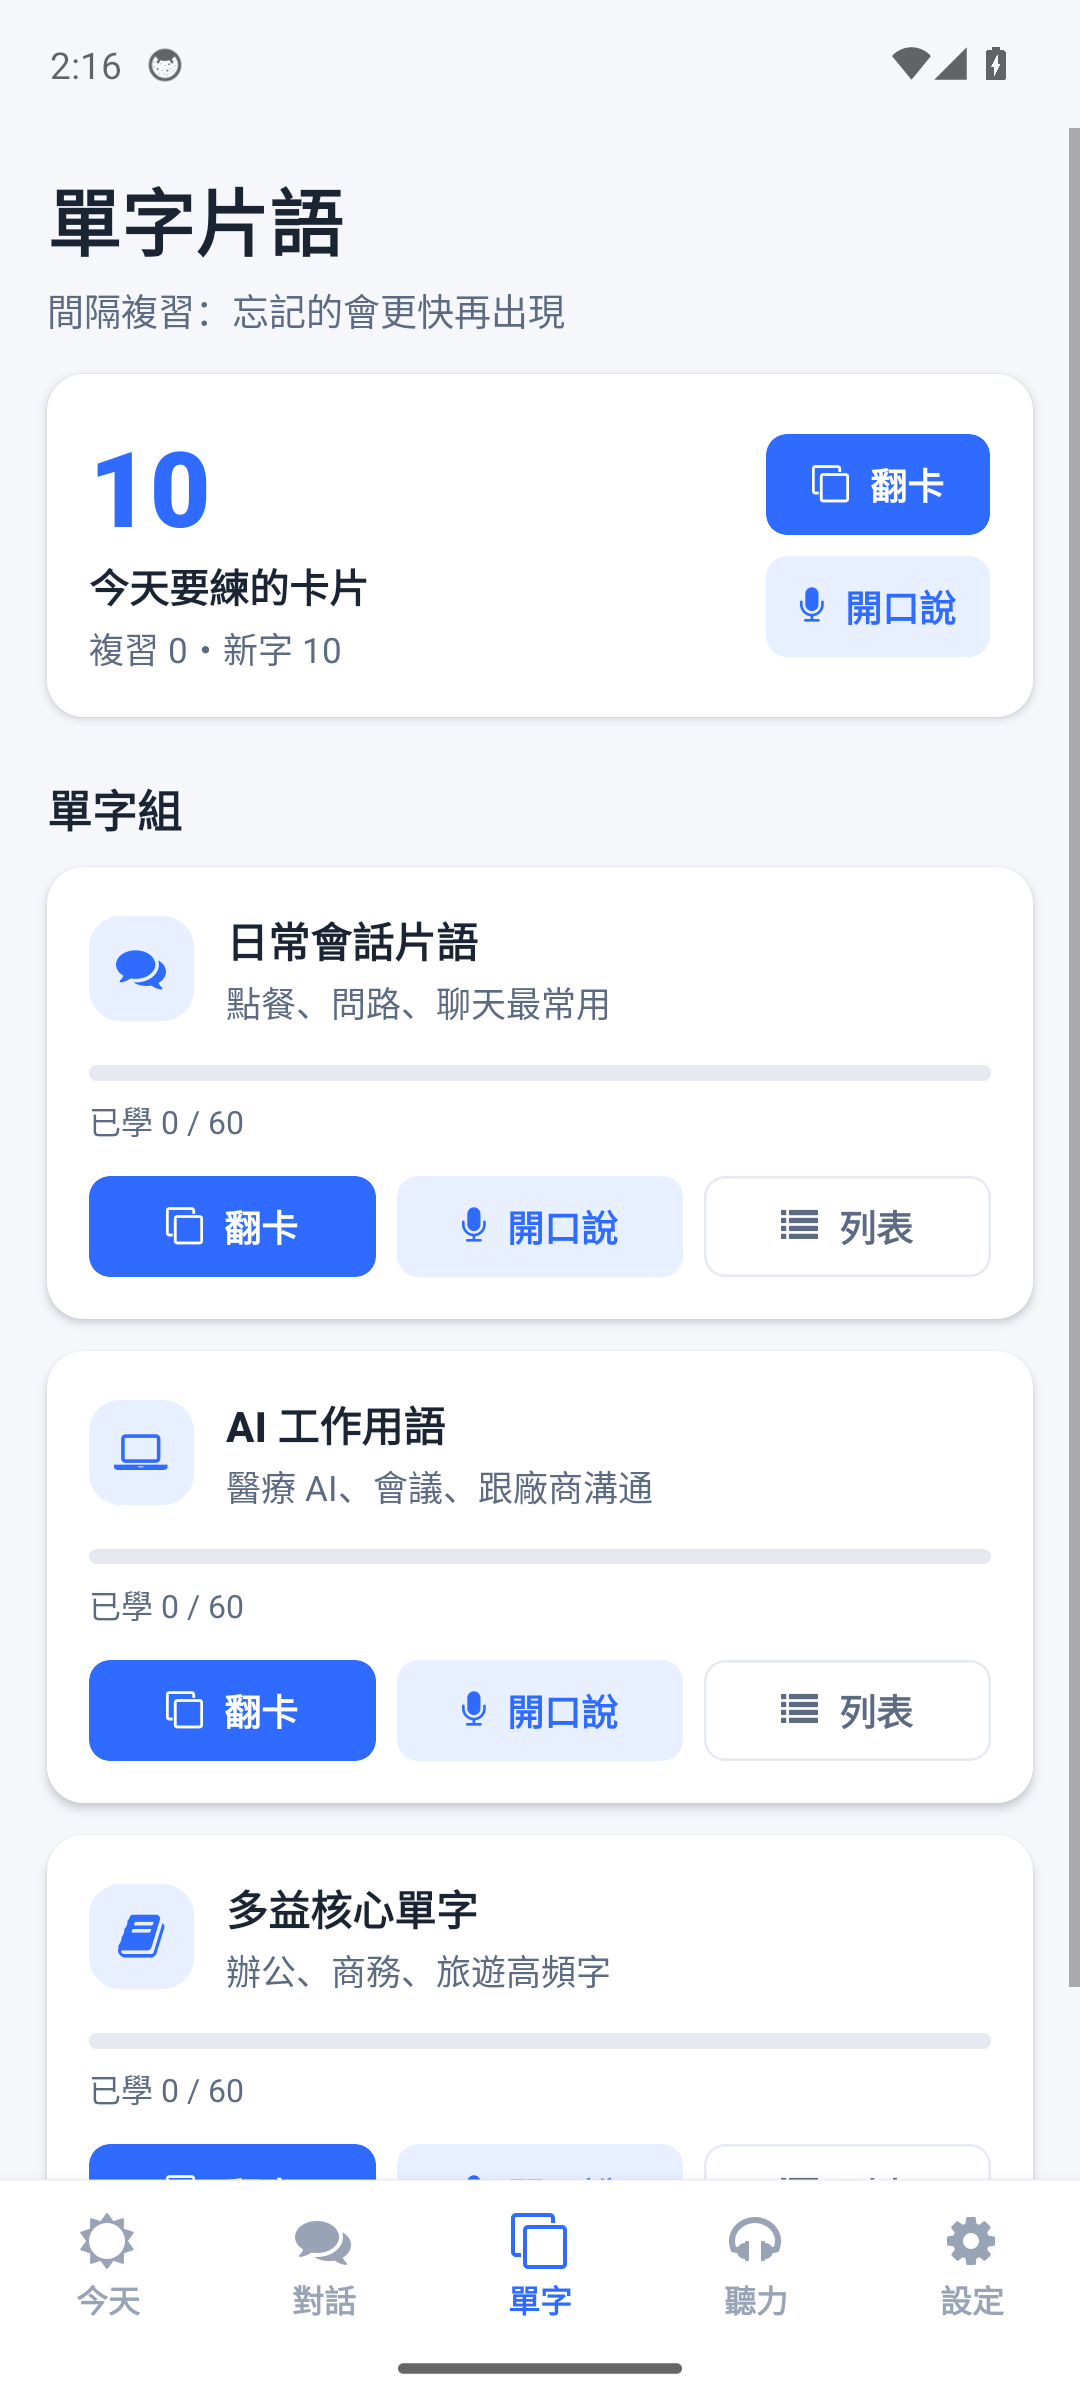 2:16
單字片語
間隔複習：忘記的會更快再出現
10
今天要練的卡片
複習 0・新字 10
翻卡
開口說
單字組
日常會話片語
點餐、問路、聊天最常用
已學 0 / 60
翻卡
開口說
列表
AI 工作用語
醫療 AI、會議、跟廠商溝通
已學 0 / 60
翻卡
開口說
列表
多益核心單字
辦公、商務、旅遊高頻字
已學 0 / 60
今天
對話
單字
聽力
設定